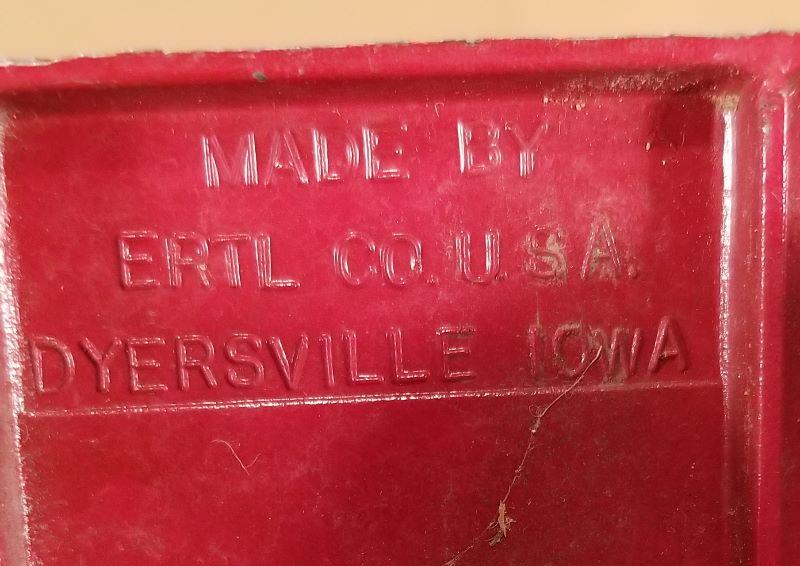 MADE BY
ERTL CO. U.S.A.
DYERSVILLE IOWA